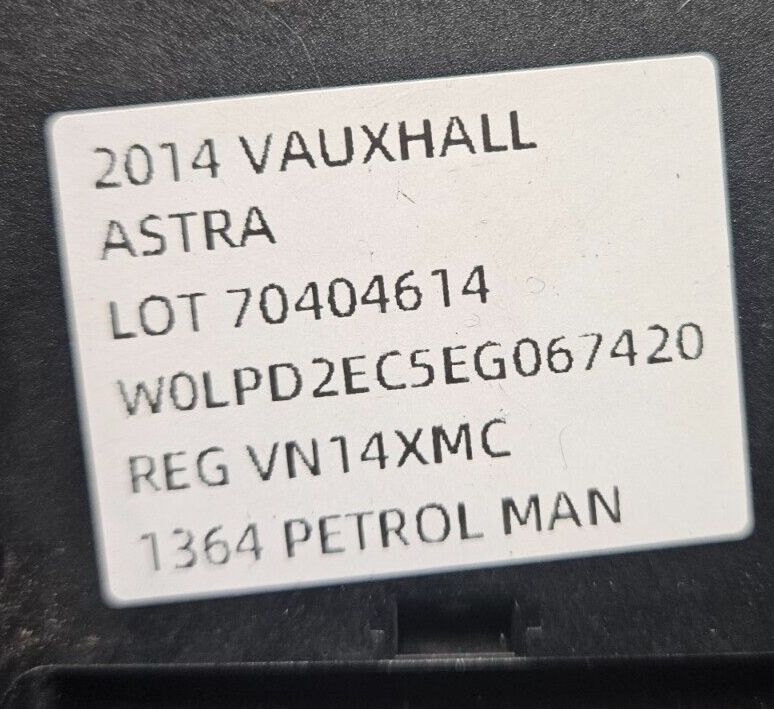 2014 VAUXHALL
ASTRA
LOT 70404614
W0LPD2EC5EG067420
REG VN14XMC
1364 PETROL MAN